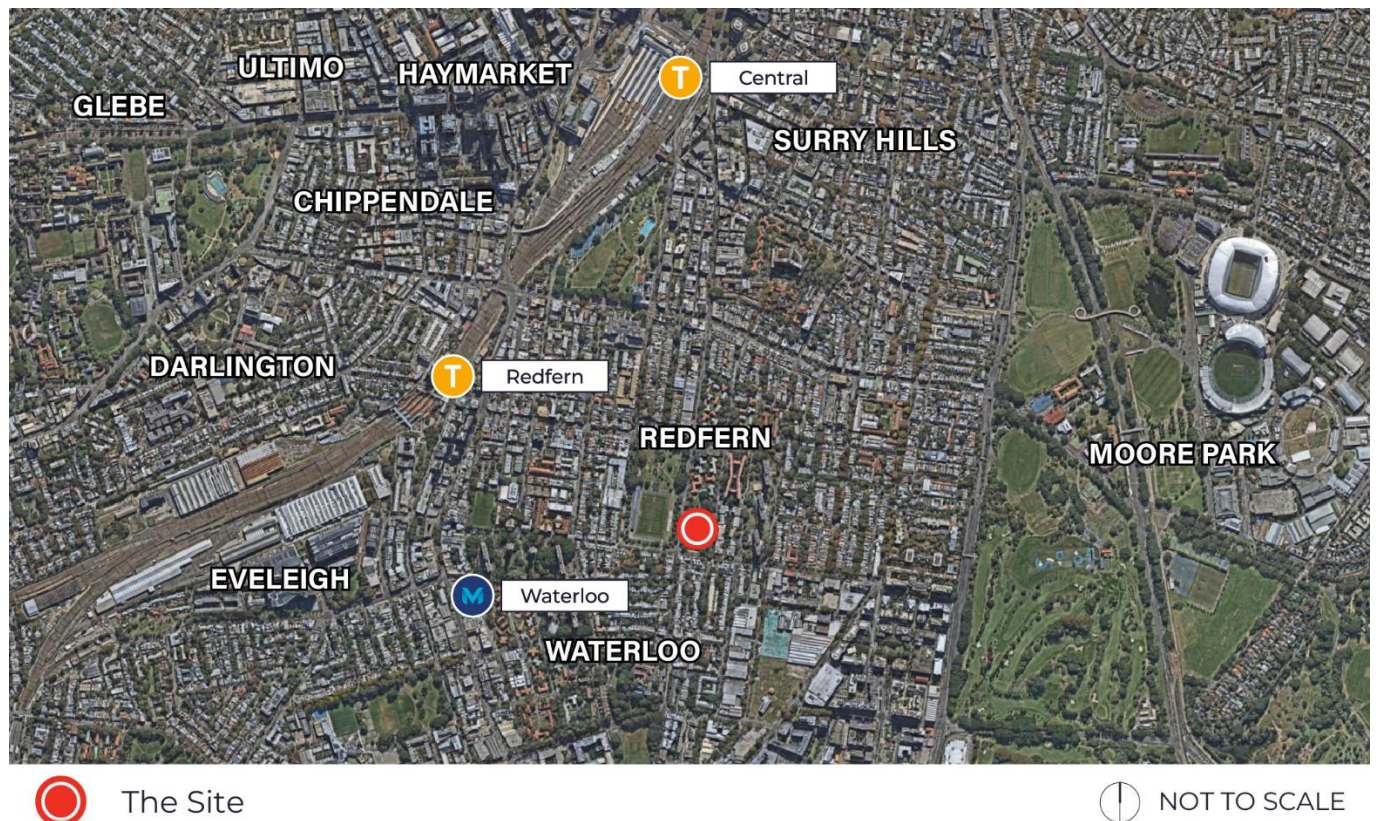 ULTIMO
HAYMARKET
T Central
GLEBE
SURRY HILLS
CHIPPENDALE
DARLINGTON
T Redfern
REDFERN
MOORE PARK
EVELEIGH
M Waterloo
WATERLOO
The Site
NOT TO SCALE